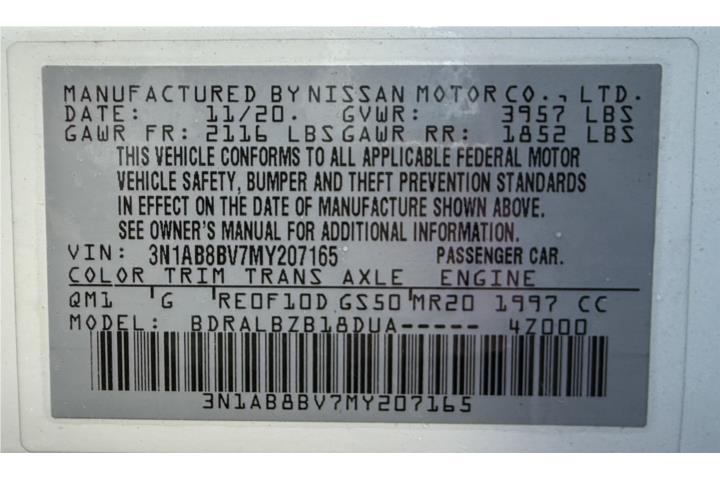 MANUFACTURED BY NISSAN MOTOR CO., LTD.
DATE: 11/20. GVWR: 3957 LBS
GAWR FR: 2116 LBS GAWR RR: 1852 LBS
THIS VEHICLE CONFORMS TO ALL APPLICABLE FEDERAL MOTOR
VEHICLE SAFETY, BUMPER AND THEFT PREVENTION STANDARDS
IN EFFECT ON THE DATE OF MANUFACTURE SHOWN ABOVE.
SEE OWNER'S MANUAL FOR ADDITIONAL INFORMATION.
VIN: 3N1AB8BV7MY207165 PASSENGER CAR.
COLOR TRIM TRANS AXLE ENGINE
QM1 G RE0F10D GS50 MR20 1997 CC
MODEL: BDRALBZB18DUA----- 4Z000
3N1AB8BV7MY207165